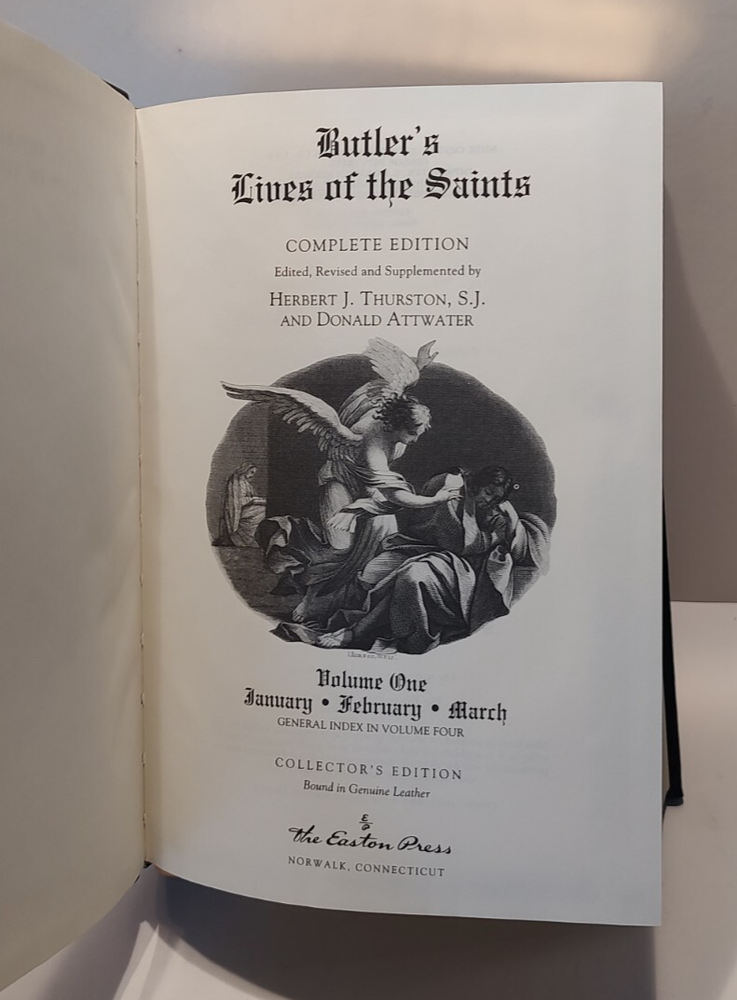 Butler's
Lives of the Saints
COMPLETE EDITION
Edited, Revised and Supplemented by
HERBERT J. THURSTON, S.J.
AND DONALD ATTWATER
Volume One
January • February • March
GENERAL INDEX IN VOLUME FOUR
COLLECTOR'S EDITION
Bound in Genuine Leather
E
P
The Easton Press
NORWALK, CONNECTICUT